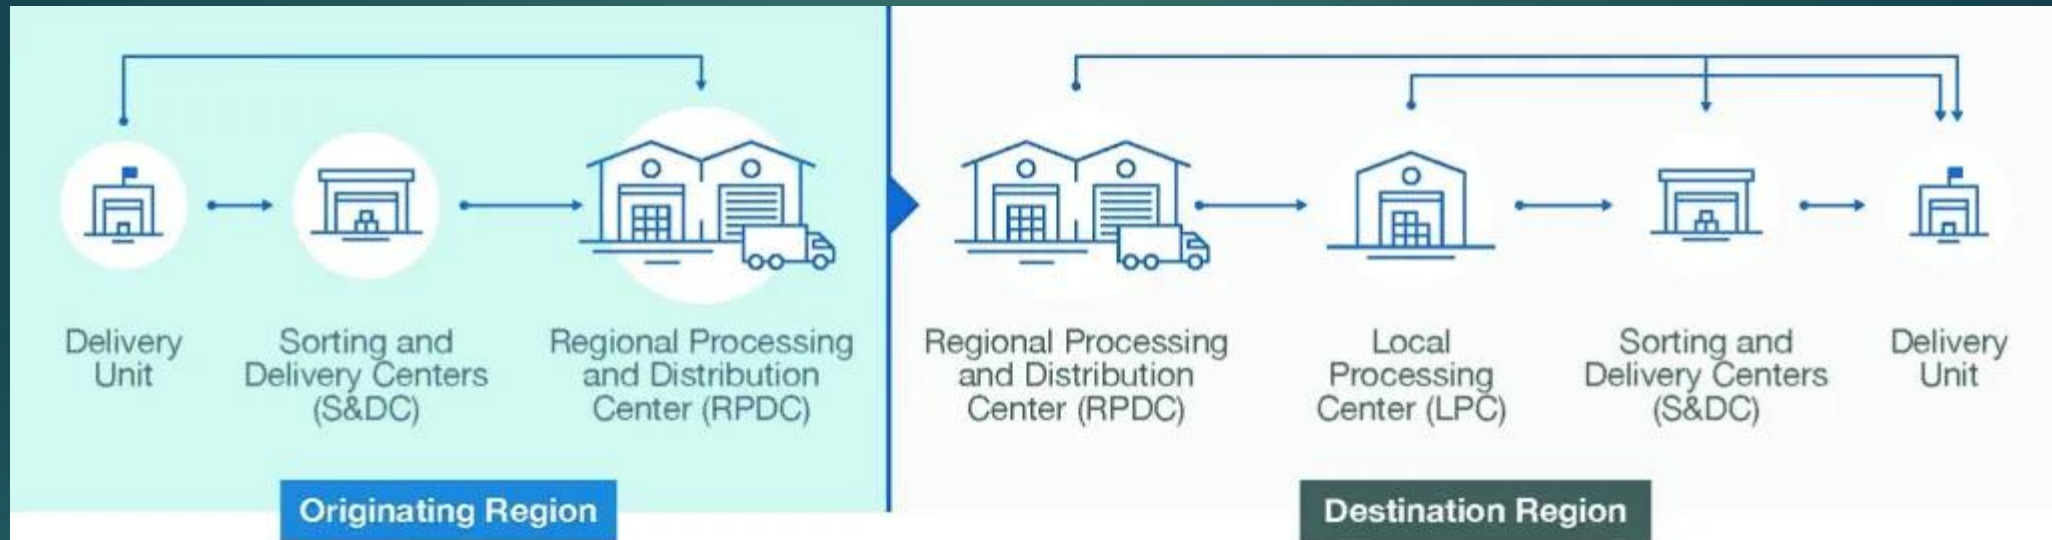 Delivery
Unit
Sorting and
Delivery Centers
(S&DC)
Regional Processing
and Distribution
Center (RPDC)
Regional Processing
and Distribution
Center (RPDC)
Local
Processing
Center (LPC)
Sorting and
Delivery Centers
(S&DC)
Delivery
Unit
Originating Region
Destination Region